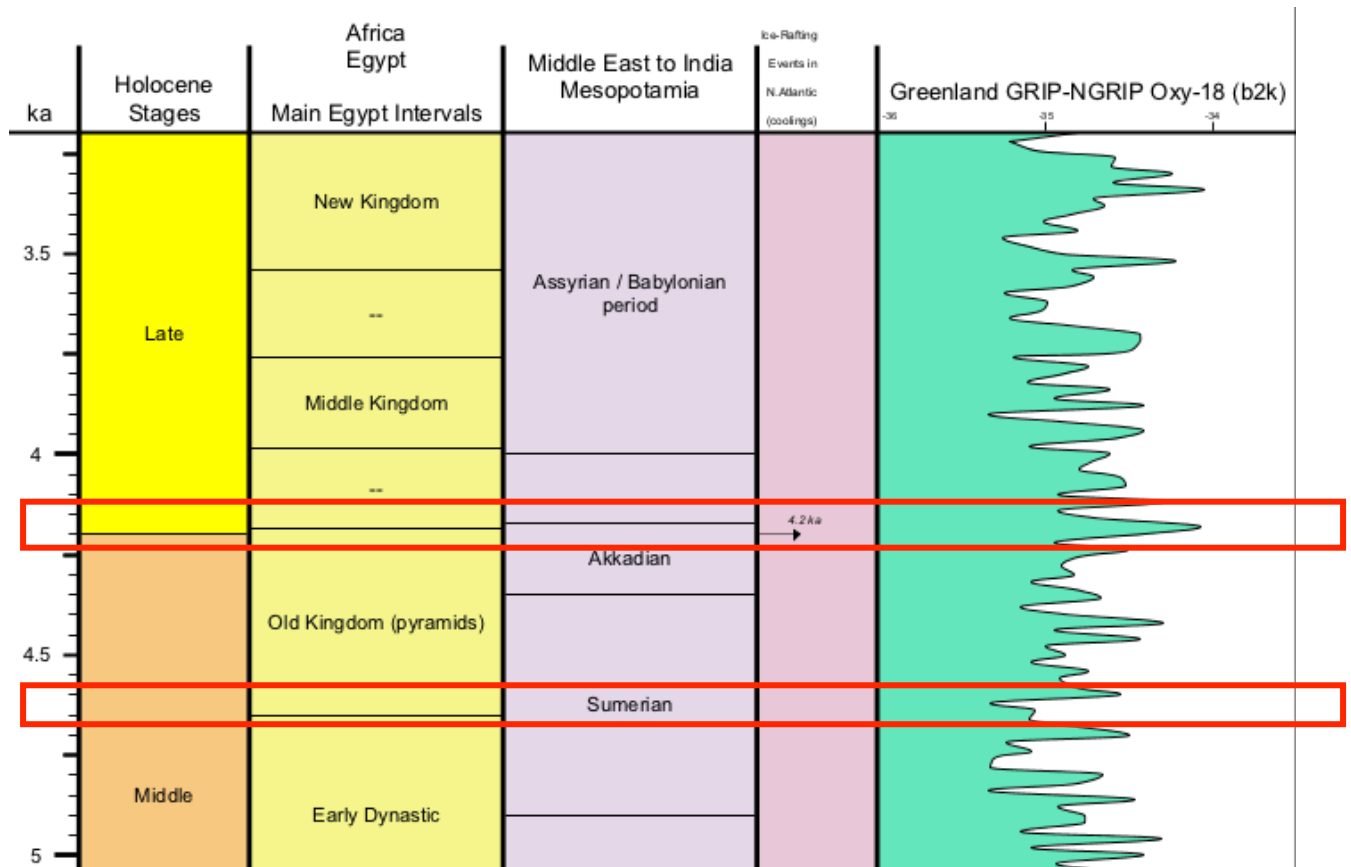 Africa
Egypt
Main Egypt Intervals
Holocene
Stages
ka
Middle East to India
Mesopotamia
Ice-Rafting
Events in
N.Atlantic
(coolings)
Greenland GRIP-NGRIP Oxy-18 (b2k)
-36 -35 -34
New Kingdom
3.5
Assyrian / Babylonian
period
--
Late
Middle Kingdom
4
--
4.2 ka
Akkadian
Old Kingdom (pyramids)
4.5
Sumerian
Middle
Early Dynastic
5